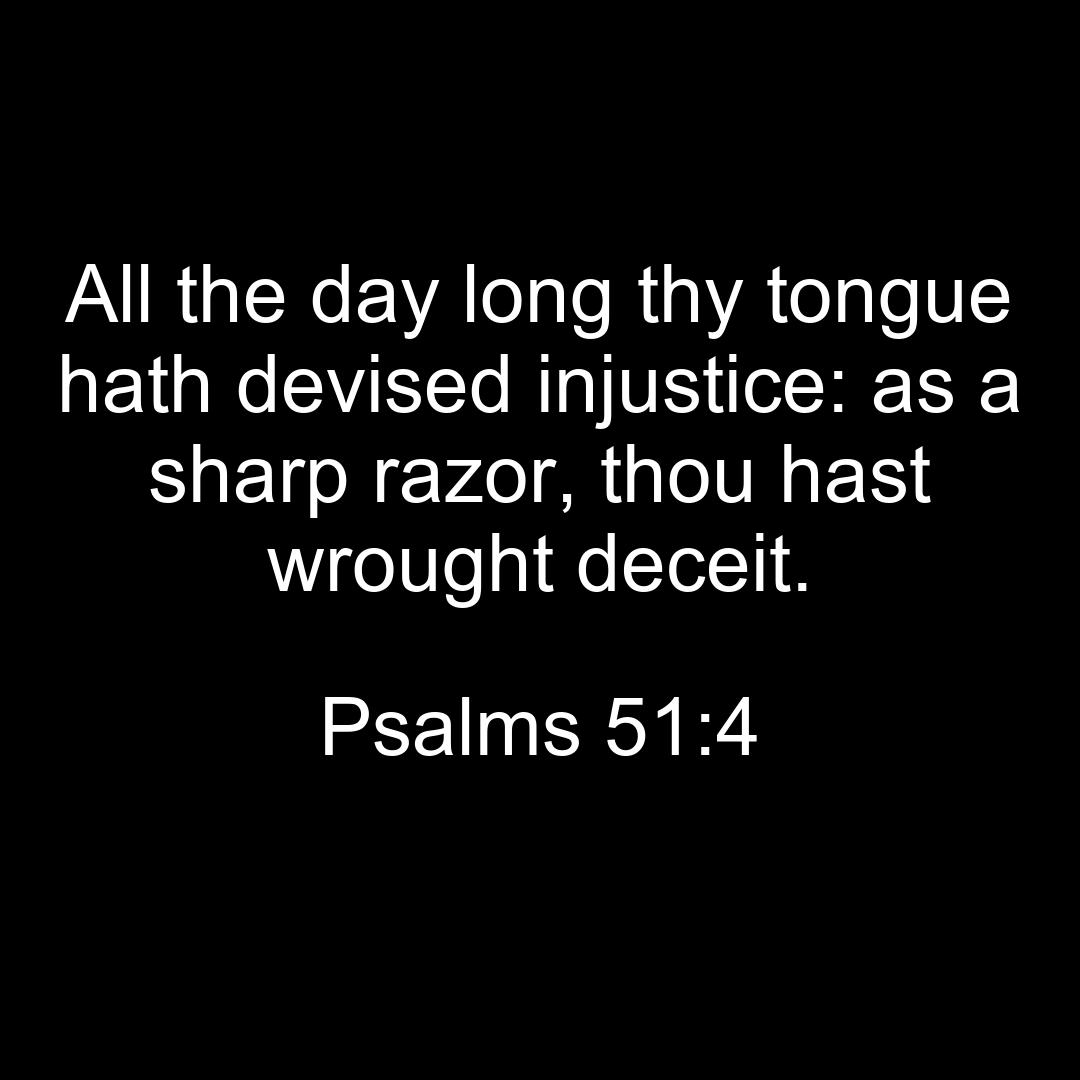 All the day long thy tongue
hath devised injustice: as a
sharp razor, thou hast
wrought deceit.
Psalms 51:4